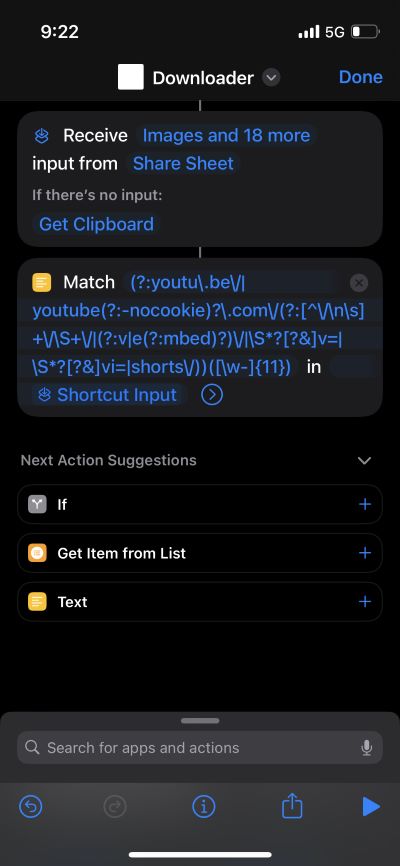 9:22
5G
Downloader
Done
Receive Images and 18 more
input from Share Sheet
If there's no input:
Get Clipboard
Match (?:youtu\.be\/|
youtube(?:-nocookie)?\.com\/(?:[^\/\n\s]
+\/\S+\/|(?:v|e(?:mbed)?)\/|\S*?[?&]v=|
\S*?[?&]vi=|shorts\/))([\w-]{11}) in
Shortcut Input
Next Action Suggestions
If
Get Item from List
Text
Search for apps and actions